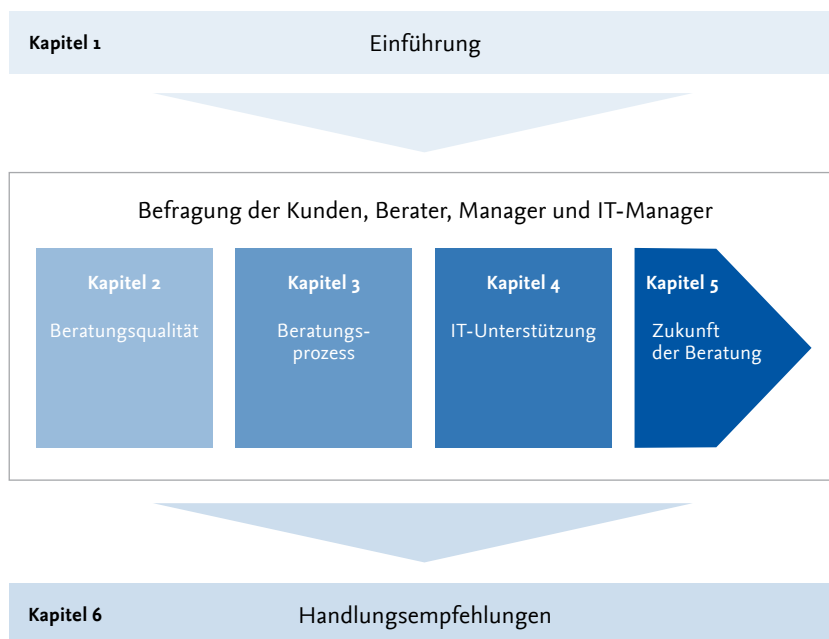 Kapitel 1 Einführung
Befragung der Kunden, Berater, Manager und IT-Manager
Kapitel 2
Beratungsqualität
Kapitel 3
Beratungs-
prozess
Kapitel 4
IT-Unterstützung
Kapitel 5
Zukunft
der Beratung
Kapitel 6 Handlungsempfehlungen